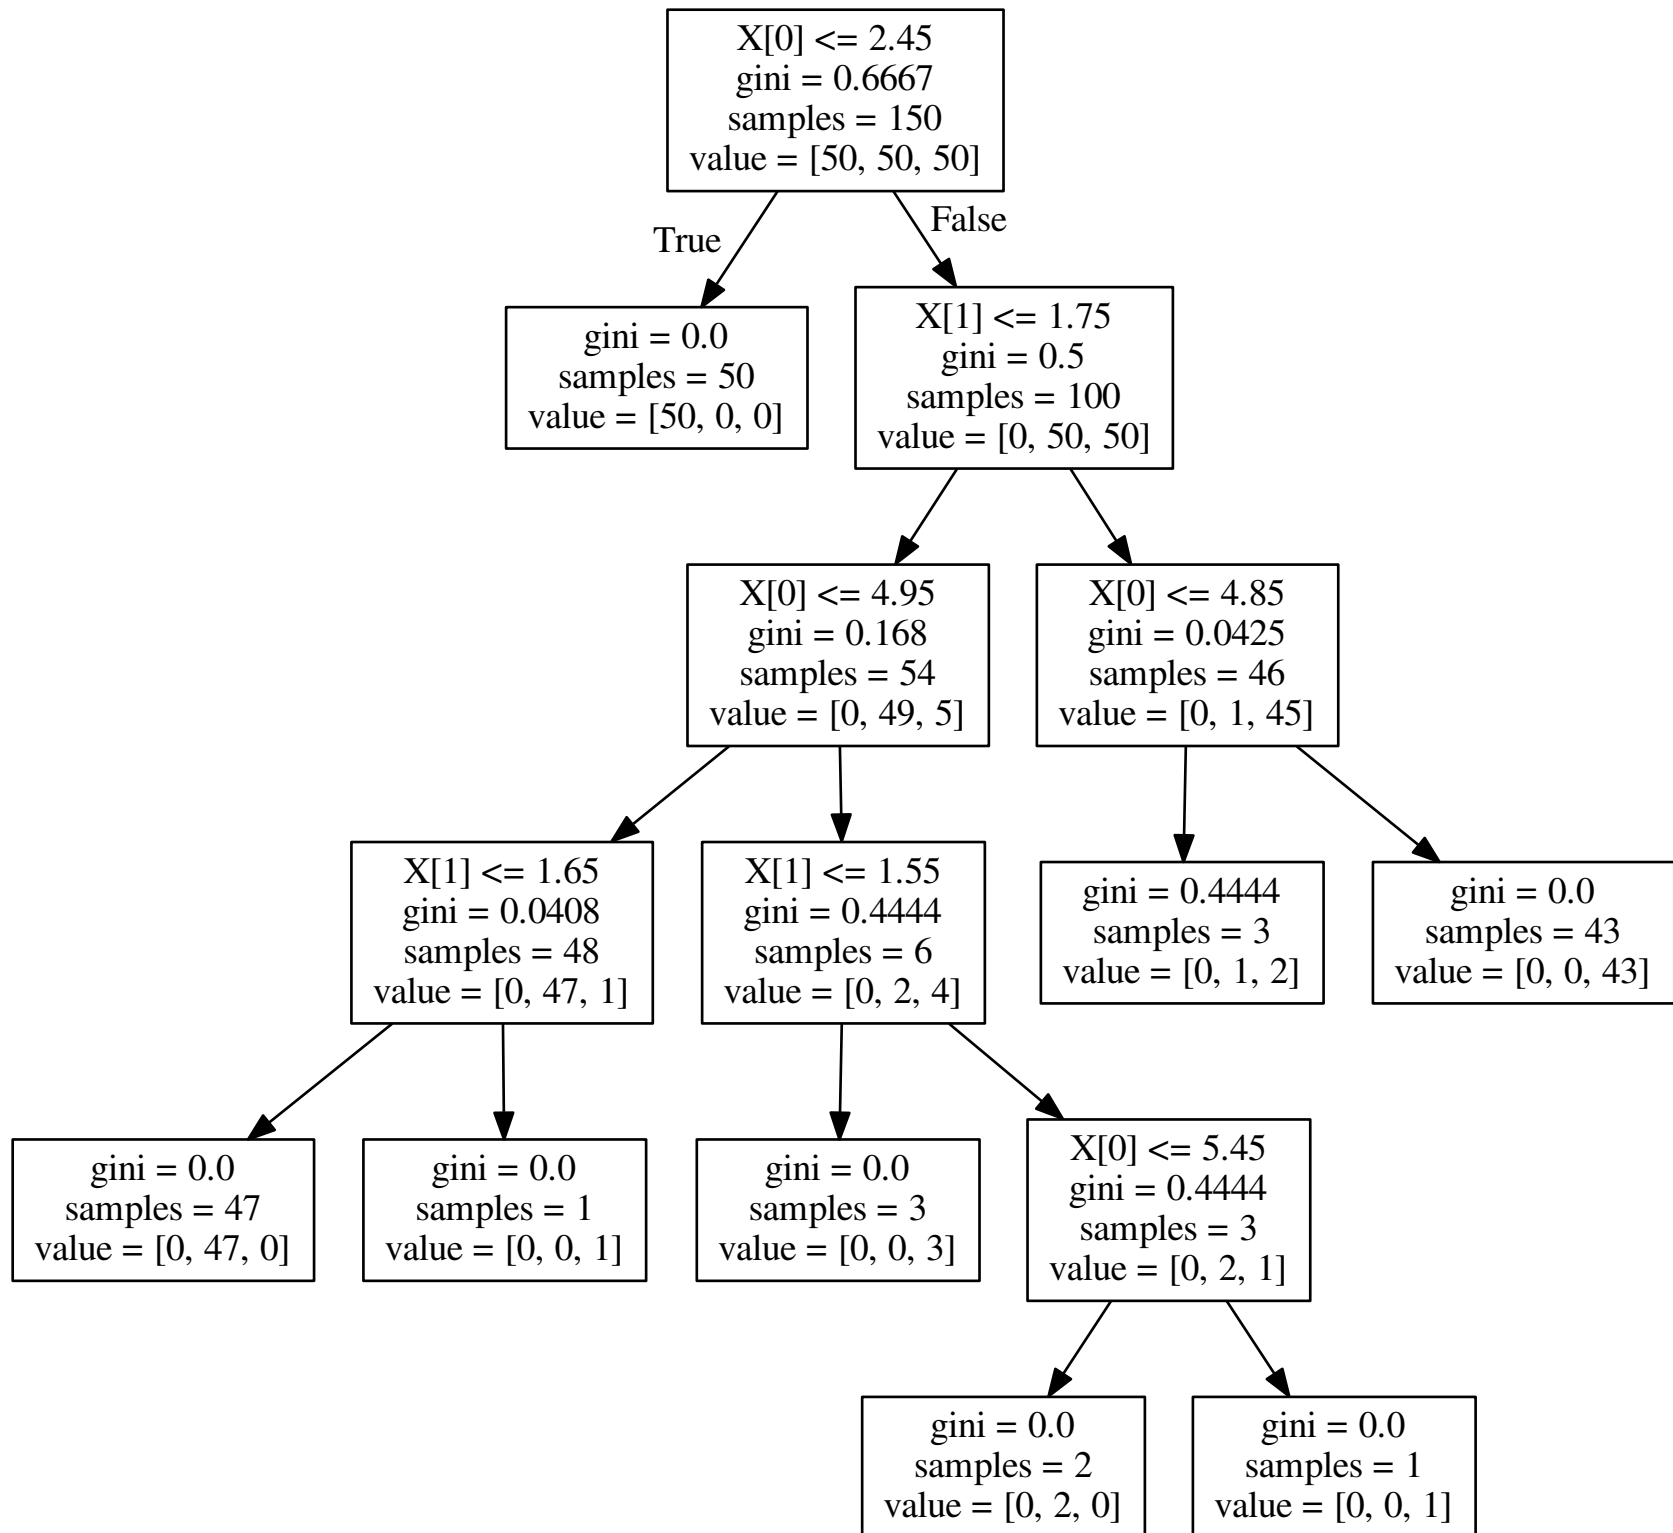 X[0] <= 2.45
gini = 0.6667
samples = 150
value = [50, 50, 50]
True
False
gini = 0.0
samples = 50
value = [50, 0, 0]
X[1] <= 1.75
gini = 0.5
samples = 100
value = [0, 50, 50]
X[0] <= 4.95
gini = 0.168
samples = 54
value = [0, 49, 5]
X[0] <= 4.85
gini = 0.0425
samples = 46
value = [0, 1, 45]
X[1] <= 1.65
gini = 0.0408
samples = 48
value = [0, 47, 1]
X[1] <= 1.55
gini = 0.4444
samples = 6
value = [0, 2, 4]
gini = 0.4444
samples = 3
value = [0, 1, 2]
gini = 0.0
samples = 43
value = [0, 0, 43]
gini = 0.0
samples = 47
value = [0, 47, 0]
gini = 0.0
samples = 1
value = [0, 0, 1]
gini = 0.0
samples = 3
value = [0, 0, 3]
X[0] <= 5.45
gini = 0.4444
samples = 3
value = [0, 2, 1]
gini = 0.0
samples = 2
value = [0, 2, 0]
gini = 0.0
samples = 1
value = [0, 0, 1]